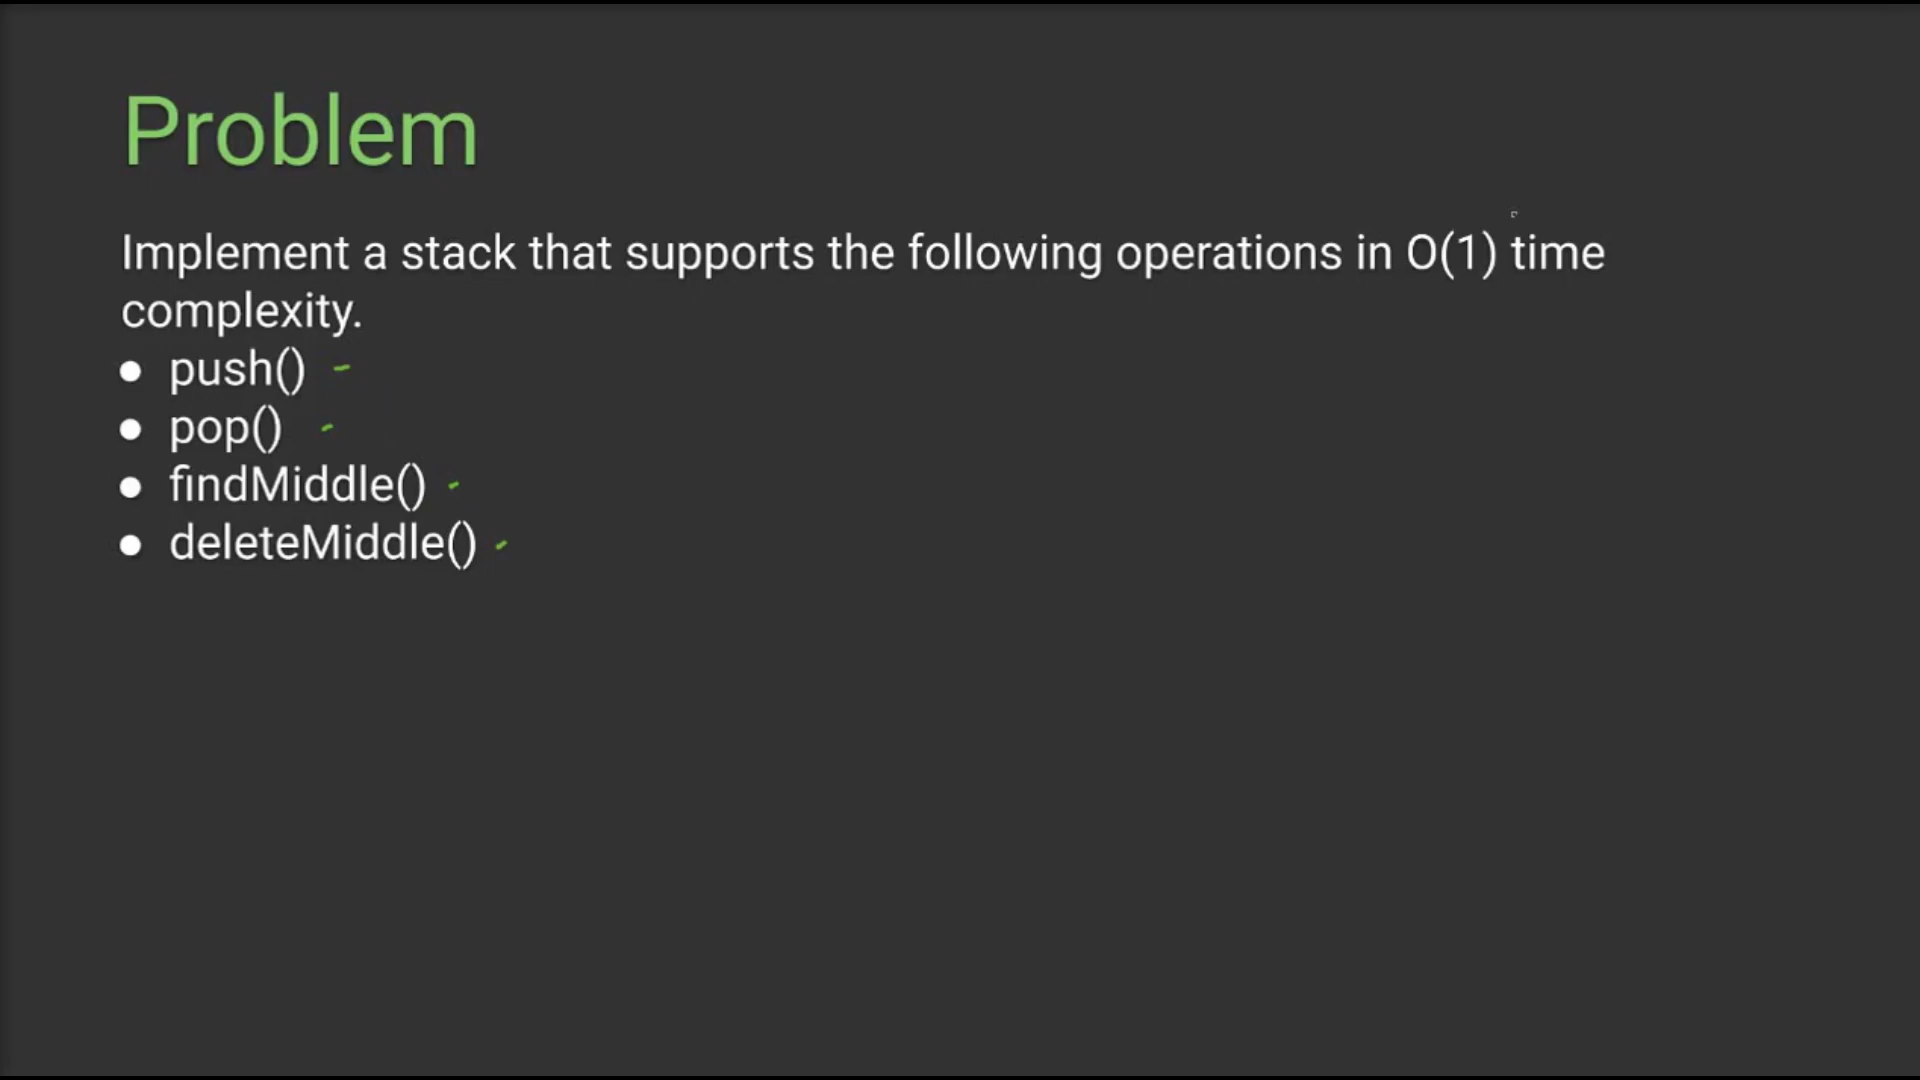 Problem
Implement a stack that supports the following operations in O(1) time
complexity.
● push()
● pop()
● findMiddle()
● deleteMiddle()